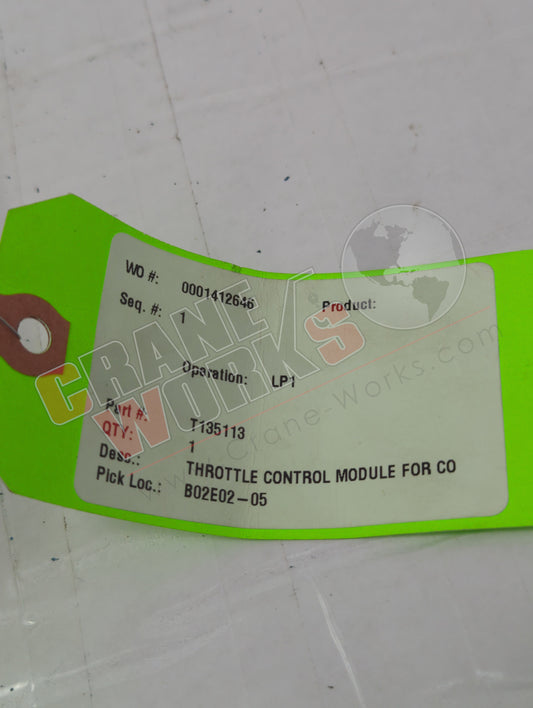 WO #: 0001412646 Product:
Seq. #: 1
Operation: LP1
Part #: T135113
QTY: 1
Desc.: THROTTLE CONTROL MODULE FOR CO
Pick Loc.: B02E02-05
CRANE
WORKS
Crane-Works.com